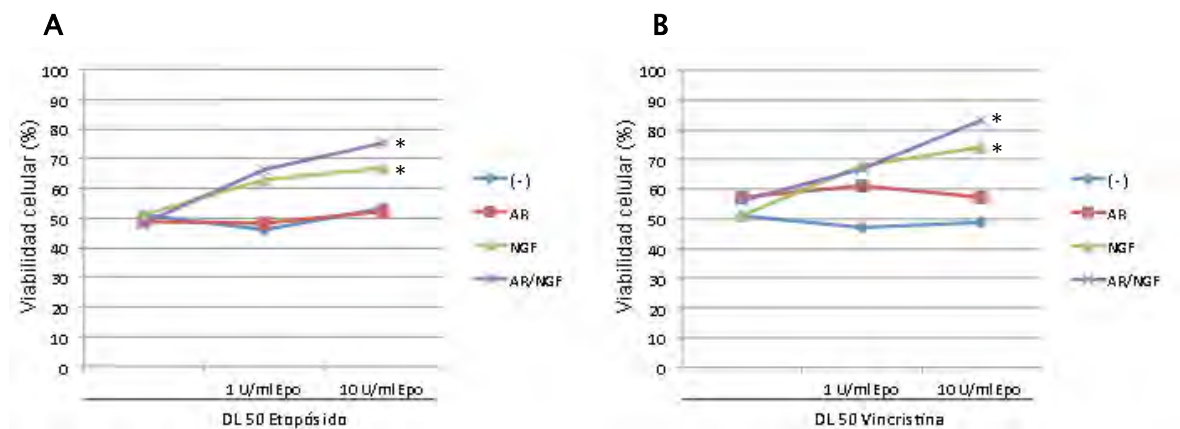 A
Viabilidad celular (%)
100
90
80
70
60
50
40
30
20
10
0
*
*
1 U/ml Epo
10 U/ml Epo
DL 50 Etopósido
(-)
AR
NGF
AR/NGF
B
Viabilidad celular (%)
100
90
80
70
60
50
40
30
20
10
0
*
*
1 U/ml Epo
10 U/ml Epo
DL 50 Vincristina
(-)
AR
NGF
AR/NGF